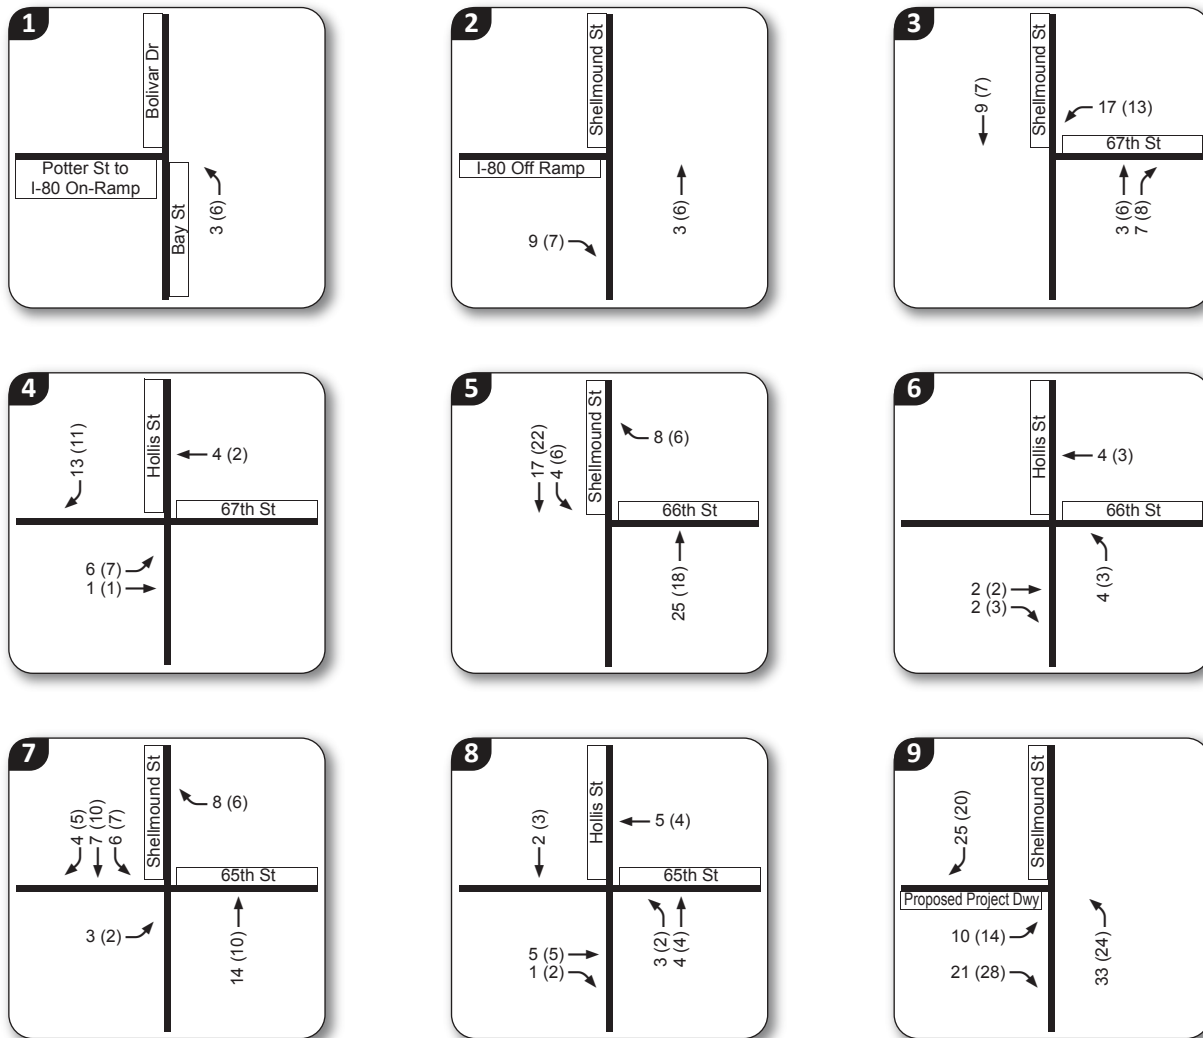 1
Bolivar Dr
Potter St to
I-80 On-Ramp
Bay St
3 (6)
2
Shellmound St
I-80 Off Ramp
9 (7)
3 (6)
3
9 (7)
Shellmound St
17 (13)
67th St
3 (6)
7 (8)
4
13 (11)
Hollis St
4 (2)
67th St
6 (7)
1 (1)
5
17 (22)
4 (6)
Shellmound St
8 (6)
66th St
25 (18)
6
Hollis St
4 (3)
66th St
2 (2)
2 (3)
4 (3)
7
4 (5)
7 (10)
6 (7)
Shellmound St
8 (6)
65th St
3 (2)
14 (10)
8
2 (3)
Hollis St
5 (4)
65th St
5 (5)
1 (2)
3 (2)
4 (4)
9
25 (20)
Shellmound St
Proposed Project Dwy
10 (14)
21 (28)
33 (24)